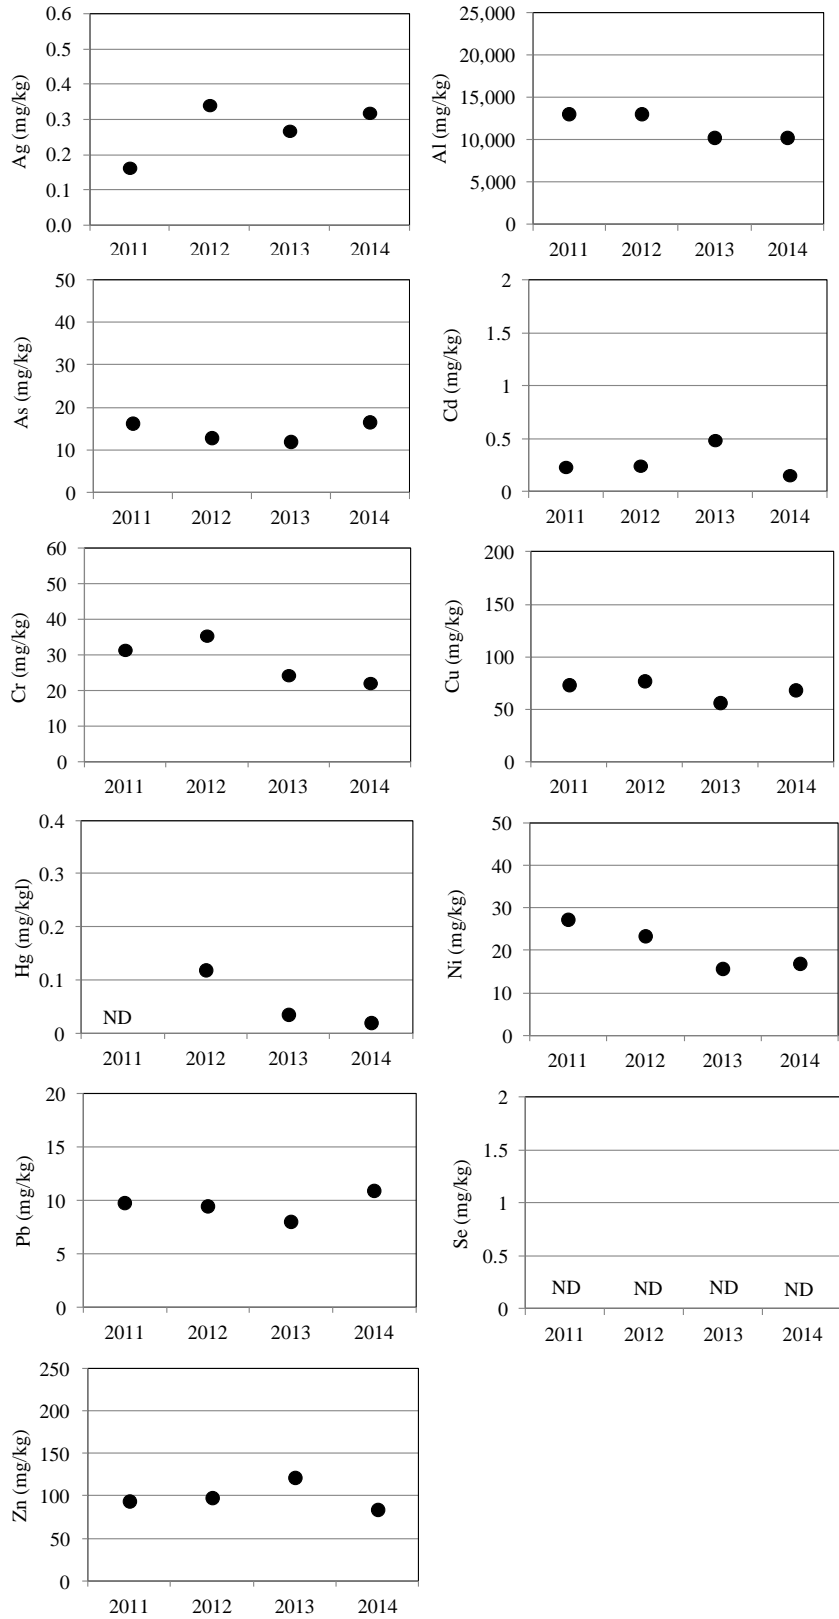 Ag (mg/kg)
0.6
0.5
0.4
0.3
0.2
0.1
0.0
2011 2012 2013 2014
Al (mg/kg)
25,000
20,000
15,000
10,000
5,000
0
2011 2012 2013 2014
As (mg/kg)
50
40
30
20
10
0
2011 2012 2013 2014
Cd (mg/kg)
2
1.5
1
0.5
0
2011 2012 2013 2014
Cr (mg/kg)
60
50
40
30
20
10
0
2011 2012 2013 2014
Cu (mg/kg)
200
150
100
50
0
2011 2012 2013 2014
Hg (mg/kgl)
0.4
0.3
0.2
0.1
0
ND
2011 2012 2013 2014
Ni (mg/kg)
50
40
30
20
10
0
2011 2012 2013 2014
Pb (mg/kg)
20
15
10
5
0
2011 2012 2013 2014
Se (mg/kg)
2
1.5
1
0.5
0
ND ND ND ND
2011 2012 2013 2014
Zn (mg/kg)
250
200
150
100
50
0
2011 2012 2013 2014